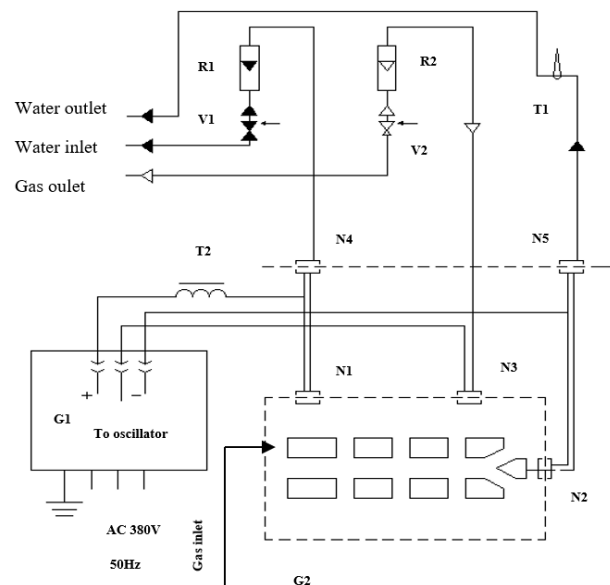 R1
R2
Water outlet
T1
V1
Water inlet
V2
Gas oulet
N4
N5
T2
N1
N3
+
−
G1
To oscillator
N2
AC 380V
50Hz
Gas inlet
G2